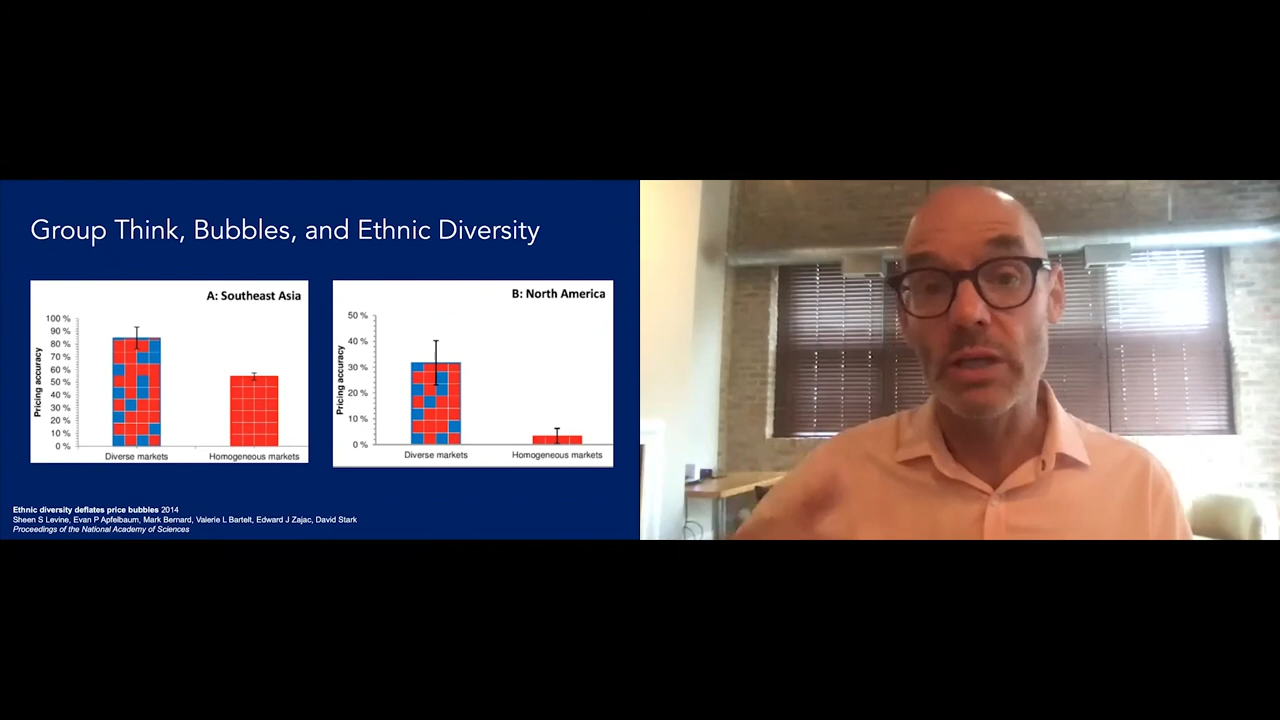 Group Think, Bubbles, and Ethnic Diversity
A: Southeast Asia
100 %
90 %
80 %
70 %
60 %
50 %
40 %
30 %
20 %
10 %
0 %
Pricing accuracy
Diverse markets
Homogeneous markets
B: North America
50 %
40 %
30 %
20 %
10 %
0 %
Pricing accuracy
Diverse markets
Homogeneous markets
Ethnic diversity deflates price bubbles 2014
Sheen S Levine, Evan P Apfelbaum, Mark Bernard, Valerie L Bartelt, Edward J Zajac, David Stark
Proceedings of the National Academy of Sciences